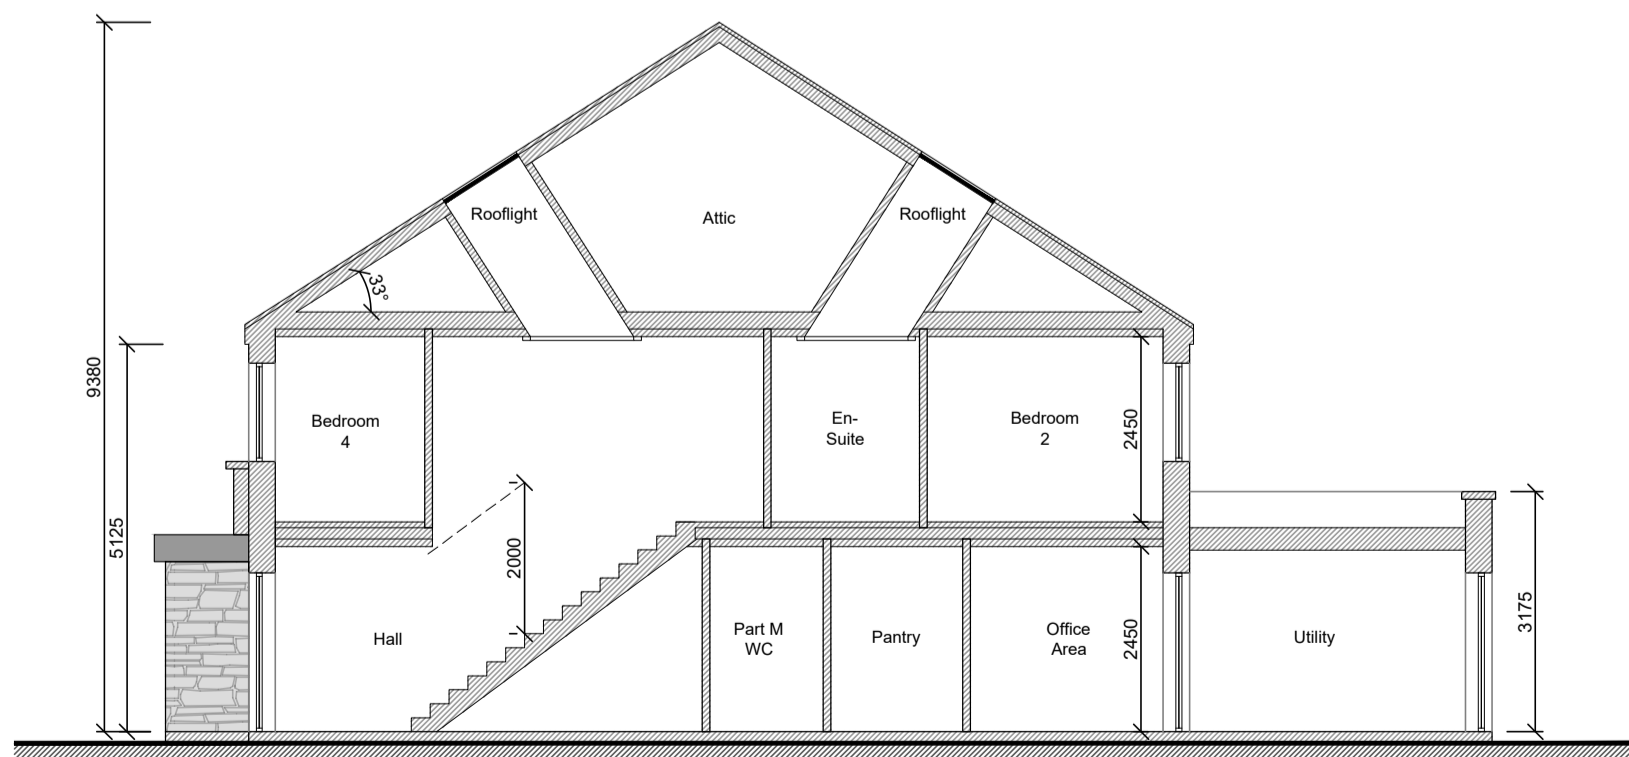 Rooflight
Attic
Rooflight
33°
9380
5125
Bedroom
4
En-
Suite
Bedroom
2
2450
2000
Hall
Part M
WC
Pantry
Office
Area
2450
Utility
3175